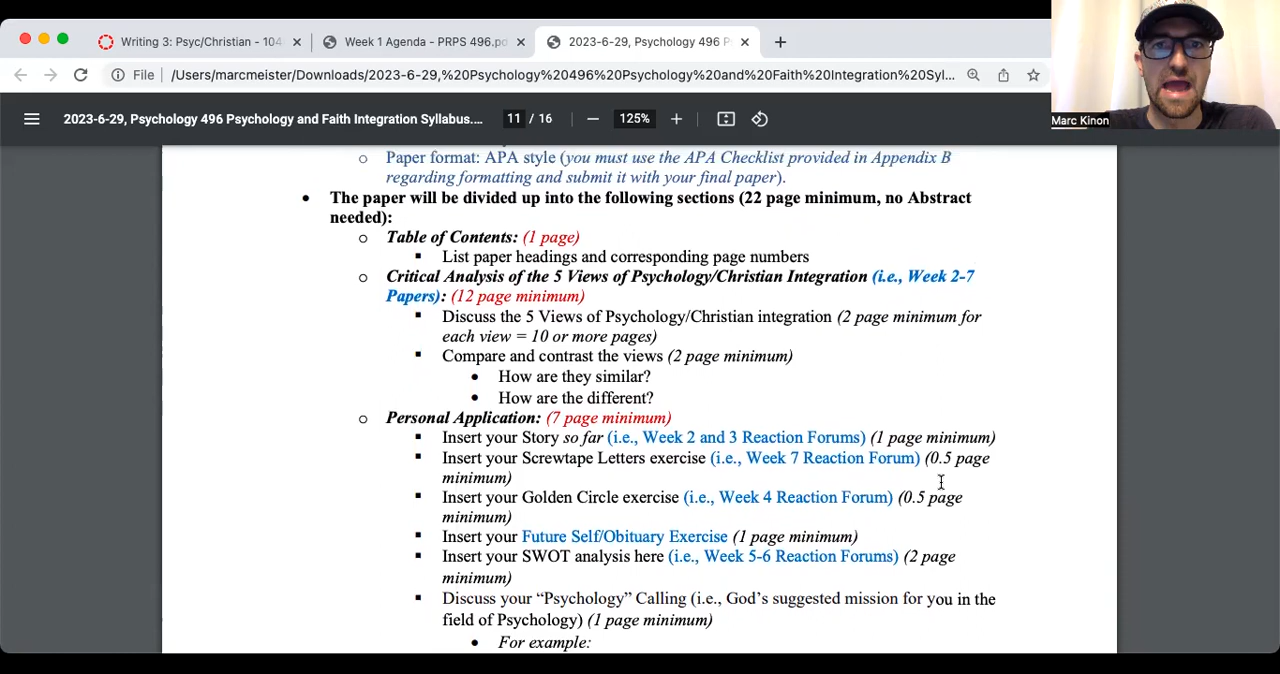 Writing 3: Psyc/Christian - 104
Week 1 Agenda - PRPS 496.po
2023-6-29, Psychology 496 P
File
/Users/marcmeister/Downloads/2023-6-29,%20Psychology%20496%20Psychology%20and%20Faith%20Integration%20Syl...
2023-6-29, Psychology 496 Psychology and Faith Integration Syllabus....
11 / 16
125%
Marc Kinon
Paper format: APA style (you must use the APA Checklist provided in Appendix B
regarding formatting and submit it with your final paper).
The paper will be divided up into the following sections (22 page minimum, no Abstract
needed):
Table of Contents: (1 page)
List paper headings and corresponding page numbers
Critical Analysis of the 5 Views of Psychology/Christian Integration (i.e., Week 2-7
Papers): (12 page minimum)
Discuss the 5 Views of Psychology/Christian integration (2 page minimum for
each view = 10 or more pages)
Compare and contrast the views (2 page minimum)
How are they similar?
How are the different?
Personal Application: (7 page minimum)
Insert your Story so far (i.e., Week 2 and 3 Reaction Forums) (1 page minimum)
Insert your Screwtape Letters exercise (i.e., Week 7 Reaction Forum) (0.5 page
minimum)
Insert your Golden Circle exercise (i.e., Week 4 Reaction Forum) (0.5 page
minimum)
Insert your Future Self/Obituary Exercise (1 page minimum)
Insert your SWOT analysis here (i.e., Week 5-6 Reaction Forums) (2 page
minimum)
Discuss your “Psychology” Calling (i.e., God’s suggested mission for you in the
field of Psychology) (1 page minimum)
For example: